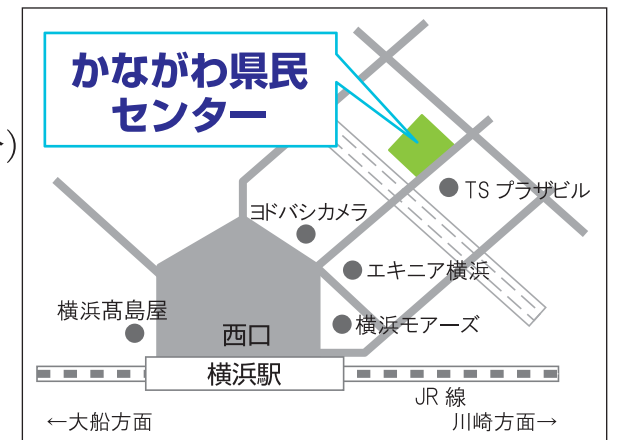 かながわ県民
センター
TS プラザビル
ヨドバシカメラ
エキニア横浜
横浜髙島屋
横浜モアーズ
西口
横浜駅
JR 線
←大船方面
川崎方面→